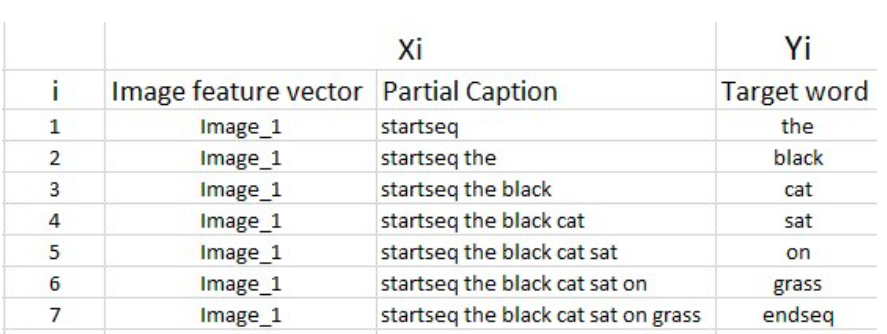 Xi Yi
i Image feature vector Partial Caption Target word
1 Image_1 startseq the
2 Image_1 startseq the black
3 Image_1 startseq the black cat
4 Image_1 startseq the black cat sat
5 Image_1 startseq the black cat sat on
6 Image_1 startseq the black cat sat on grass
7 Image_1 startseq the black cat sat on grass endseq